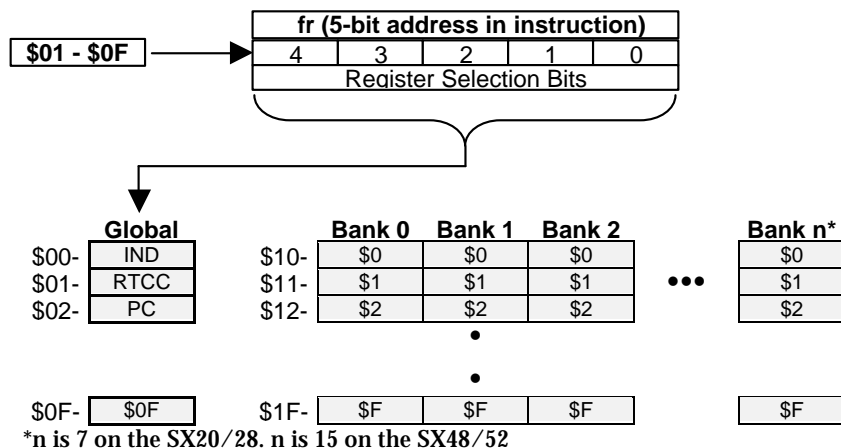 fr (5-bit address in instruction)
$01 - $0F
4 3 2 1 0
Register Selection Bits
Global Bank 0 Bank 1 Bank 2 Bank n*
$00- IND $10- $0 $0 $0 $0
$01- RTCC $11- $1 $1 $1 ••• $1
$02- PC $12- $2 $2 $2 $2
$0F- $0F $1F- $F $F $F $F
*n is 7 on the SX20/28. n is 15 on the SX48/52